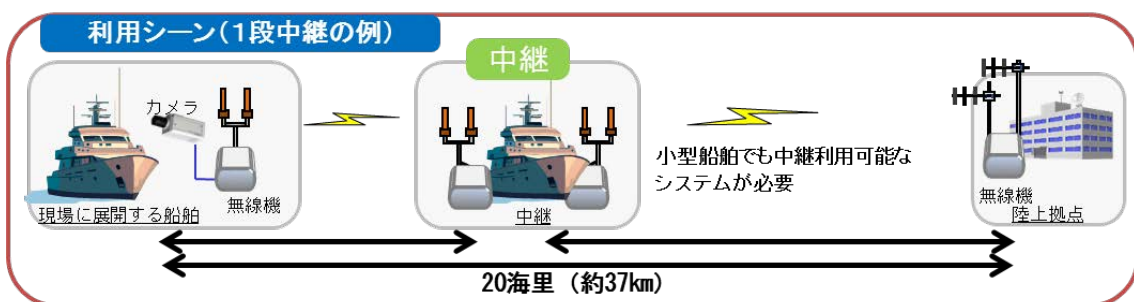 利用シーン(1段中継の例)
中継
カメラ
無線機
現場に展開する船舶
中継
小型船舶でも中継利用可能な
システムが必要
無線機
陸上拠点
20海里 (約37km)